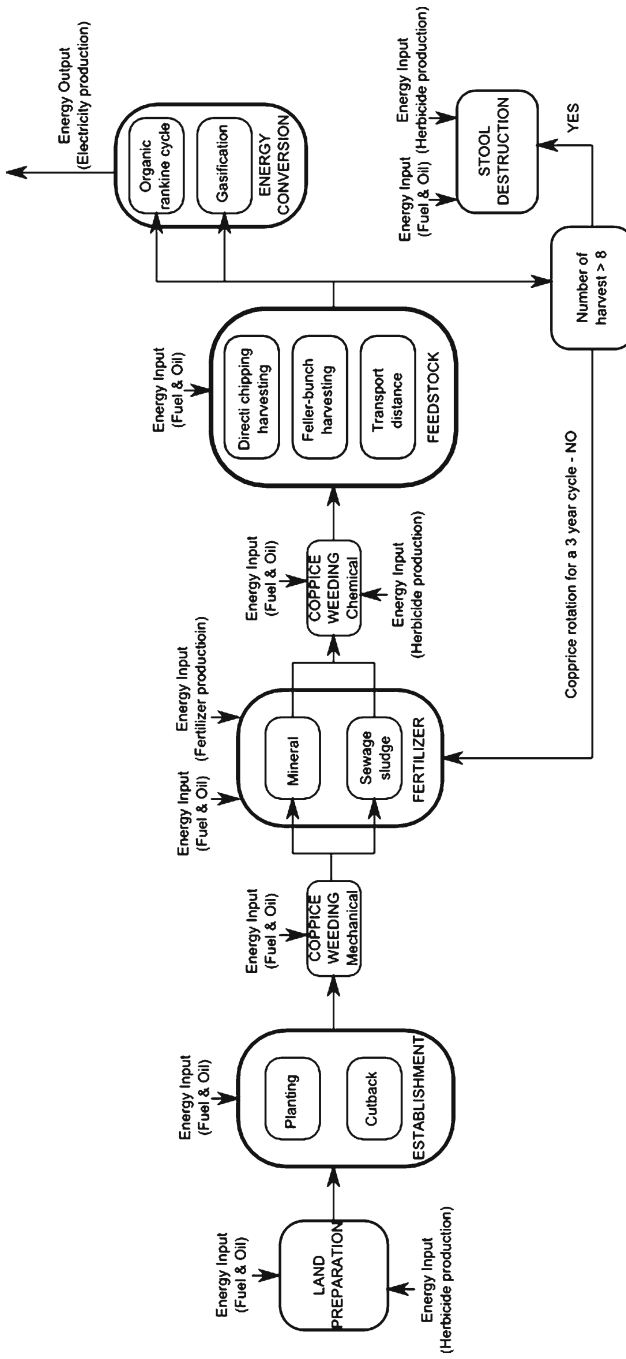 Energy Input
(Fuel & Oil)
LAND
PREPARATION
Energy Input
(Herbicide production)
Energy Input
(Fuel & Oil)
Planting
Cutback
ESTABLISHMENT
Energy Input
(Fuel & Oil)
COPPICE
WEEDING
Mechanical
Energy Input
(Fuel & Oil)
Energy Input
(Fertilizer productioin)
Mineral
Sewage
sludge
FERTILIZER
Energy Input
(Fuel & Oil)
COPPICE
WEEDING
Chemical
Energy Input
(Herbicide production)
Energy Input
(Fuel & Oil)
Directi chipping
harvesting
Feller-bunch
harvesting
Transport
distance
FEEDSTOCK
Energy Output
(Electricity production)
Organic
rankine cycle
Gasification
ENERGY
CONVERSION
Energy Input
(Fuel & Oil)
Energy Input
(Herbicide production)
STOOL
DESTRUCTION
YES
Number of
harvest > 8
Copprice rotation for a 3 year cycle - NO